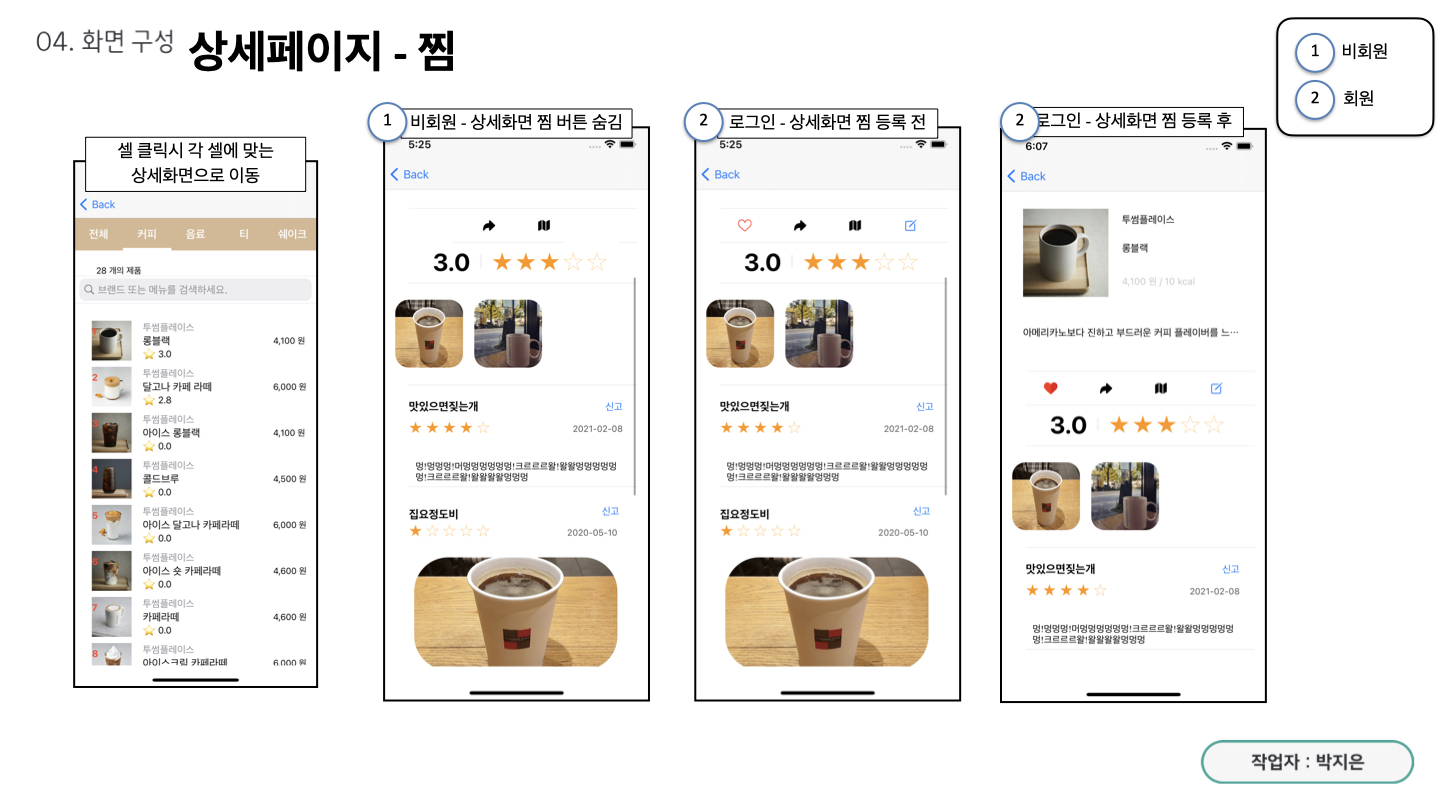 04. 화면 구성 상세페이지 - 찜
1 비회원
2 회원
셀 클릭시 각 셀에 맞는
상세화면으로 이동
Back
전체 커피 음료 티 쉐이크
28 개의 제품
브랜드 또는 메뉴를 검색하세요.
1
투썸플레이스
롱블랙 4,100 원
3.0
2
투썸플레이스
달고나 카페 라떼 6,000 원
2.8
3
투썸플레이스
아이스 롱블랙 4,100 원
0.0
4
투썸플레이스
콜드브루 4,500 원
0.0
5
투썸플레이스
아이스 달고나 카페라떼 6,000 원
0.0
6
투썸플레이스
아이스 숏 카페라떼 4,600 원
0.0
7
투썸플레이스
카페라떼 4,600 원
0.0
8
투썸플레이스
아이스크림 카페라떼 6,000 원
1 비회원 - 상세화면 찜 버튼 숨김
5:25
Back
3.0
맛있으면짖는개 신고
2021-02-08
멍!멍멍멍!머멍멍멍멍멍멍!크르르르왈!왈왈멍멍멍멍멍
멍!크르르르왈!왈왈왈왈멍멍멍
집요정도비 신고
2020-05-10
2 로그인 - 상세화면 찜 등록 전
5:25
Back
3.0
맛있으면짖는개 신고
2021-02-08
멍!멍멍멍!머멍멍멍멍멍멍!크르르르왈!왈왈멍멍멍멍멍
멍!크르르르왈!왈왈왈왈멍멍멍
집요정도비 신고
2020-05-10
2 로그인 - 상세화면 찜 등록 후
6:07
Back
투썸플레이스
롱블랙
4,100 원 / 10 kcal
아메리카노보다 진하고 부드러운 커피 플레이버를 느…
3.0
맛있으면짖는개 신고
2021-02-08
멍!멍멍멍!머멍멍멍멍멍멍!크르르르왈!왈왈멍멍멍멍멍
멍!크르르르왈!왈왈왈왈멍멍멍
작업자 : 박지은